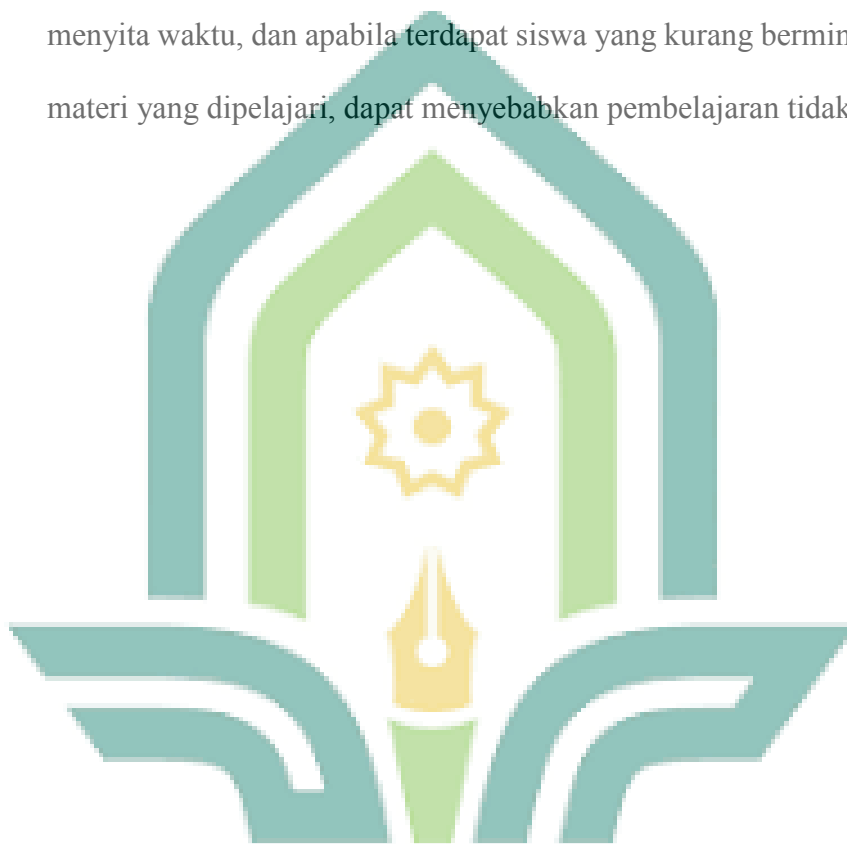 menyita waktu, dan apabila terdapat siswa yang kurang bermin
materi yang dipelajari, dapat menyebabkan pembelajaran tidak